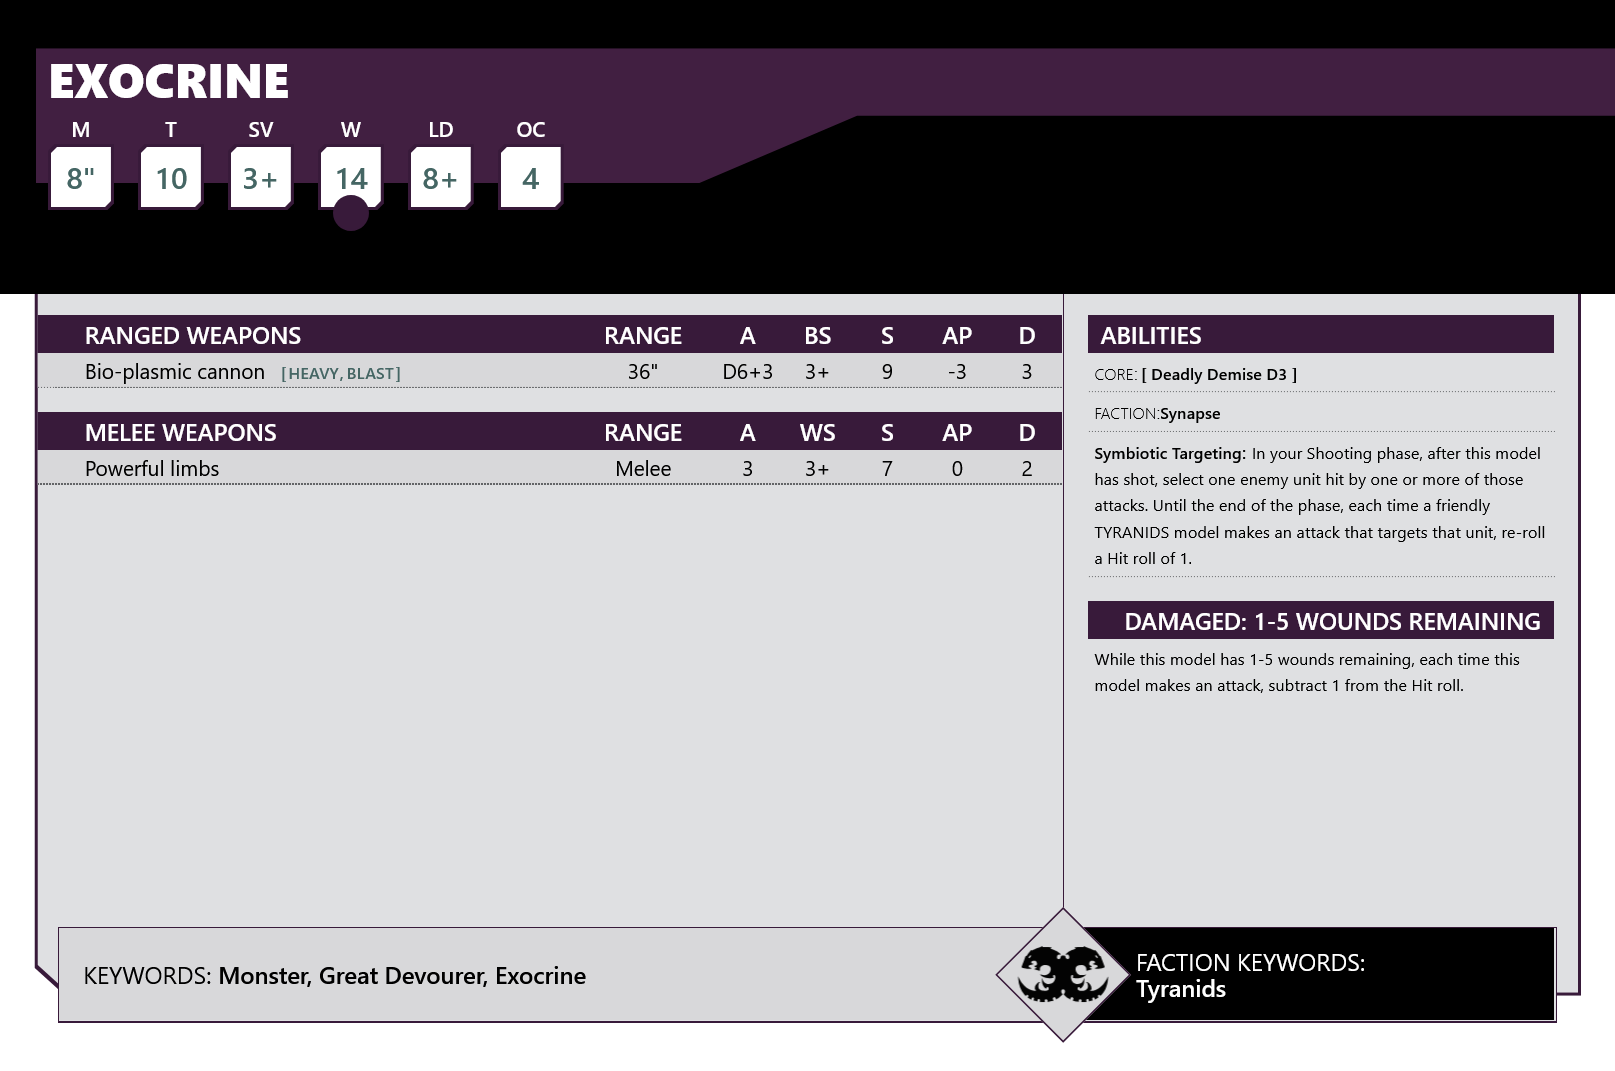 EXOCRINE
M T SV W LD OC
8" 10 3+ 14 8+ 4
RANGED WEAPONS RANGE A BS S AP D
Bio-plasmic cannon [HEAVY, BLAST] 36" D6+3 3+ 9 -3 3
MELEE WEAPONS RANGE A WS S AP D
Powerful limbs Melee 3 3+ 7 0 2
ABILITIES
CORE: [ Deadly Demise D3 ]
FACTION:Synapse
Symbiotic Targeting: In your Shooting phase, after this model
has shot, select one enemy unit hit by one or more of those
attacks. Until the end of the phase, each time a friendly
TYRANIDS model makes an attack that targets that unit, re-roll
a Hit roll of 1.
DAMAGED: 1-5 WOUNDS REMAINING
While this model has 1-5 wounds remaining, each time this
model makes an attack, subtract 1 from the Hit roll.
KEYWORDS: Monster, Great Devourer, Exocrine
FACTION KEYWORDS:
Tyranids